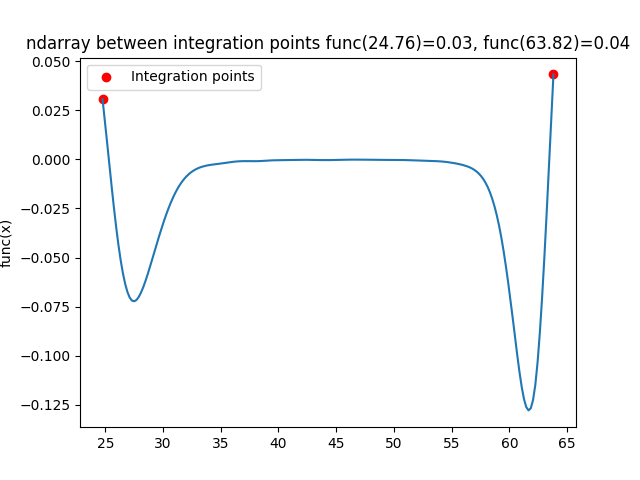 ndarray between integration points func(24.76)=0.03, func(63.82)=0.04
Integration points
func(x)
0.050
0.025
0.000
−0.025
−0.050
−0.075
−0.100
−0.125
25 30 35 40 45 50 55 60 65